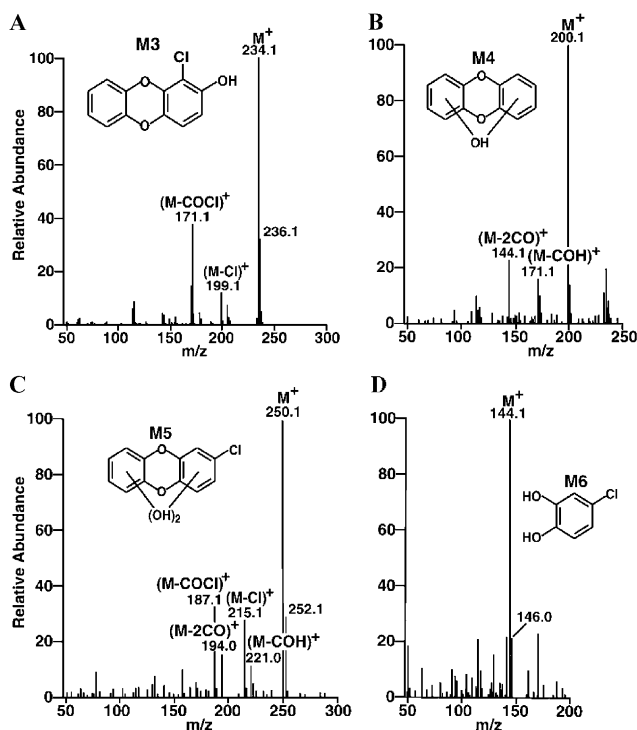 A
M3
Cl
O
OH
O
M⁺
234.1
236.1
(M-COCl)⁺
171.1
(M-Cl)⁺
199.1
Relative Abundance
100
80
60
40
20
0
50 100 150 200 250 300
m/z
B
M4
O
O
OH
M⁺
200.1
(M-2CO)⁺
144.1
(M-COH)⁺
171.1
100
80
60
40
20
0
50 100 150 200 250
m/z
C
M5
O
Cl
O
(OH)₂
M⁺
250.1
252.1
(M-COCl)⁺
187.1
(M-Cl)⁺
215.1
(M-2CO)⁺
194.0
(M-COH)⁺
221.0
Relative Abundance
100
80
60
40
20
0
50 100 150 200 250 300
m/z
D
M⁺
144.1
M6
HO
Cl
HO
146.0
100
80
60
40
20
0
50 100 150 200
m/z